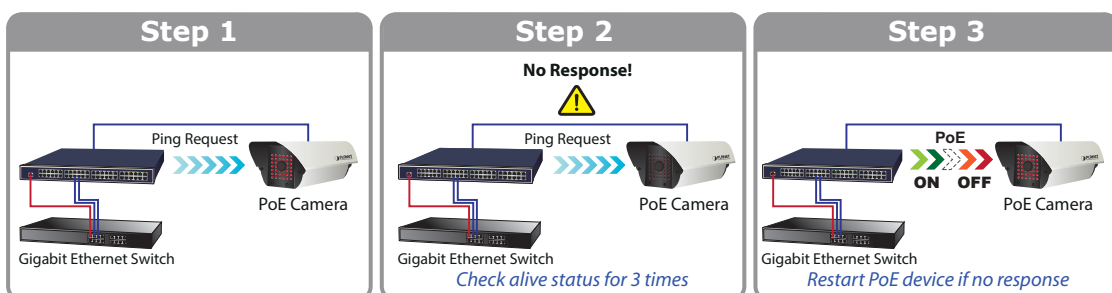 Step 1
Ping Request
PoE Camera
Gigabit Ethernet Switch
Step 2
No Response!
Ping Request
PoE Camera
Gigabit Ethernet Switch
Check alive status for 3 times
Step 3
PoE
ON OFF
PoE Camera
Gigabit Ethernet Switch
Restart PoE device if no response